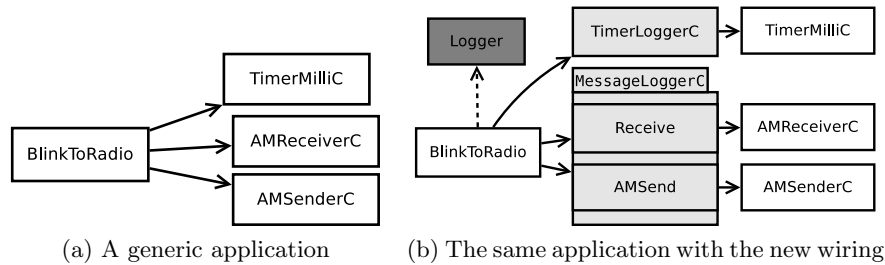 TimerMilliC
BlinkToRadio
AMReceiverC
AMSenderC
(a) A generic application
Logger
TimerLoggerC
TimerMilliC
MessageLoggerC
BlinkToRadio
Receive
AMReceiverC
AMSend
AMSenderC
(b) The same application with the new wiring